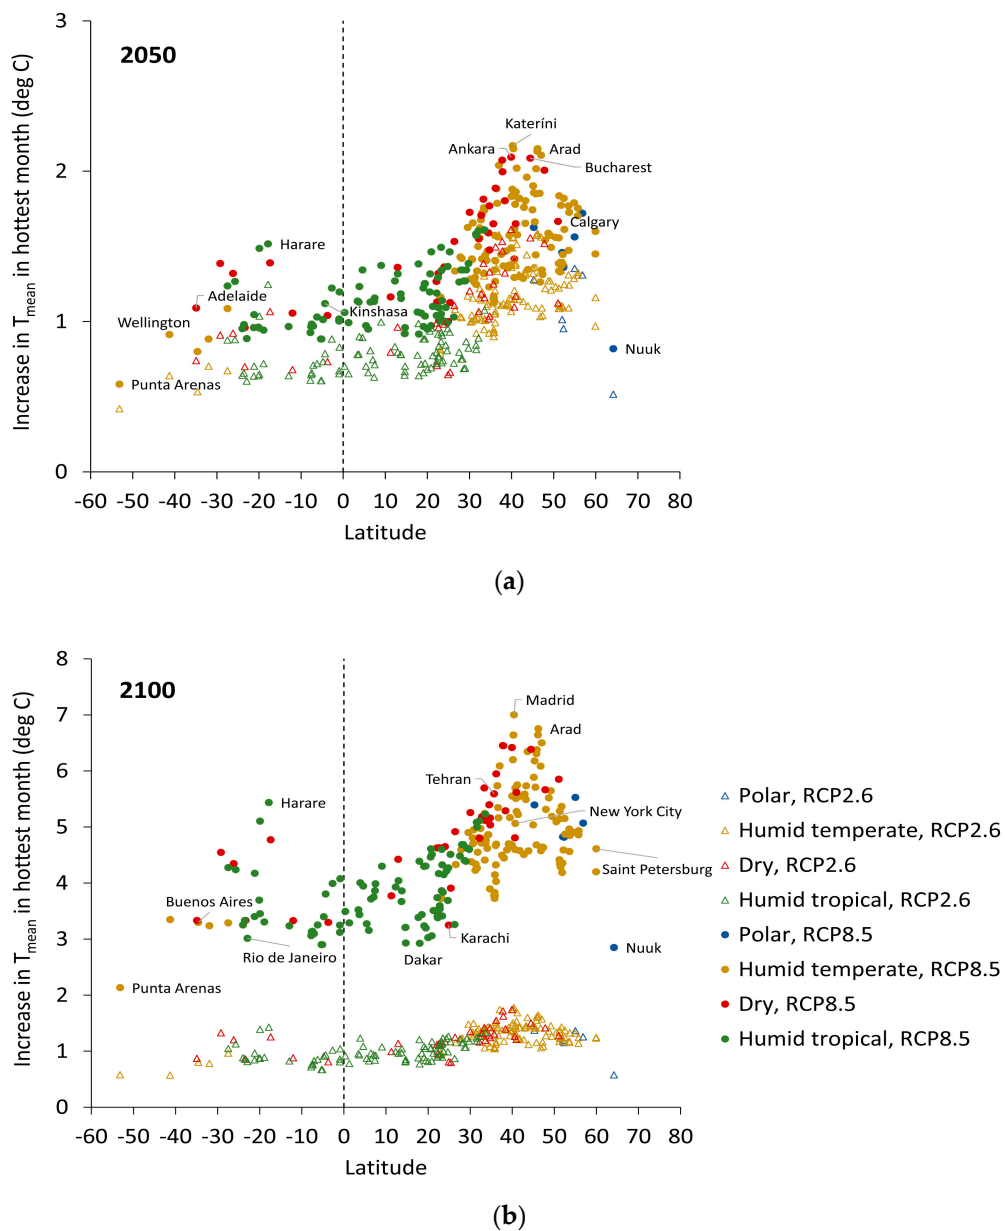 3
2050
Kateríni
Ankara
Arad
Bucharest
2
Calgary
Harare
Adelaide
Kinshasa
1
Wellington
Nuuk
Punta Arenas
0
Increase in Tmean in hottest month (deg C)
-60 -50 -40 -30 -20 -10 0 10 20 30 40 50 60 70 80
Latitude
(a)
8
2100
7
Madrid
Arad
6
Tehran
Harare
New York City
5
Saint Petersburg
4
Buenos Aires
Karachi
3
Rio de Janeiro
Dakar
Nuuk
2
Punta Arenas
1
0
Increase in Tmean in hottest month (deg C)
-60 -50 -40 -30 -20 -10 0 10 20 30 40 50 60 70 80
Latitude
(b)
Polar, RCP2.6
Humid temperate, RCP2.6
Dry, RCP2.6
Humid tropical, RCP2.6
Polar, RCP8.5
Humid temperate, RCP8.5
Dry, RCP8.5
Humid tropical, RCP8.5